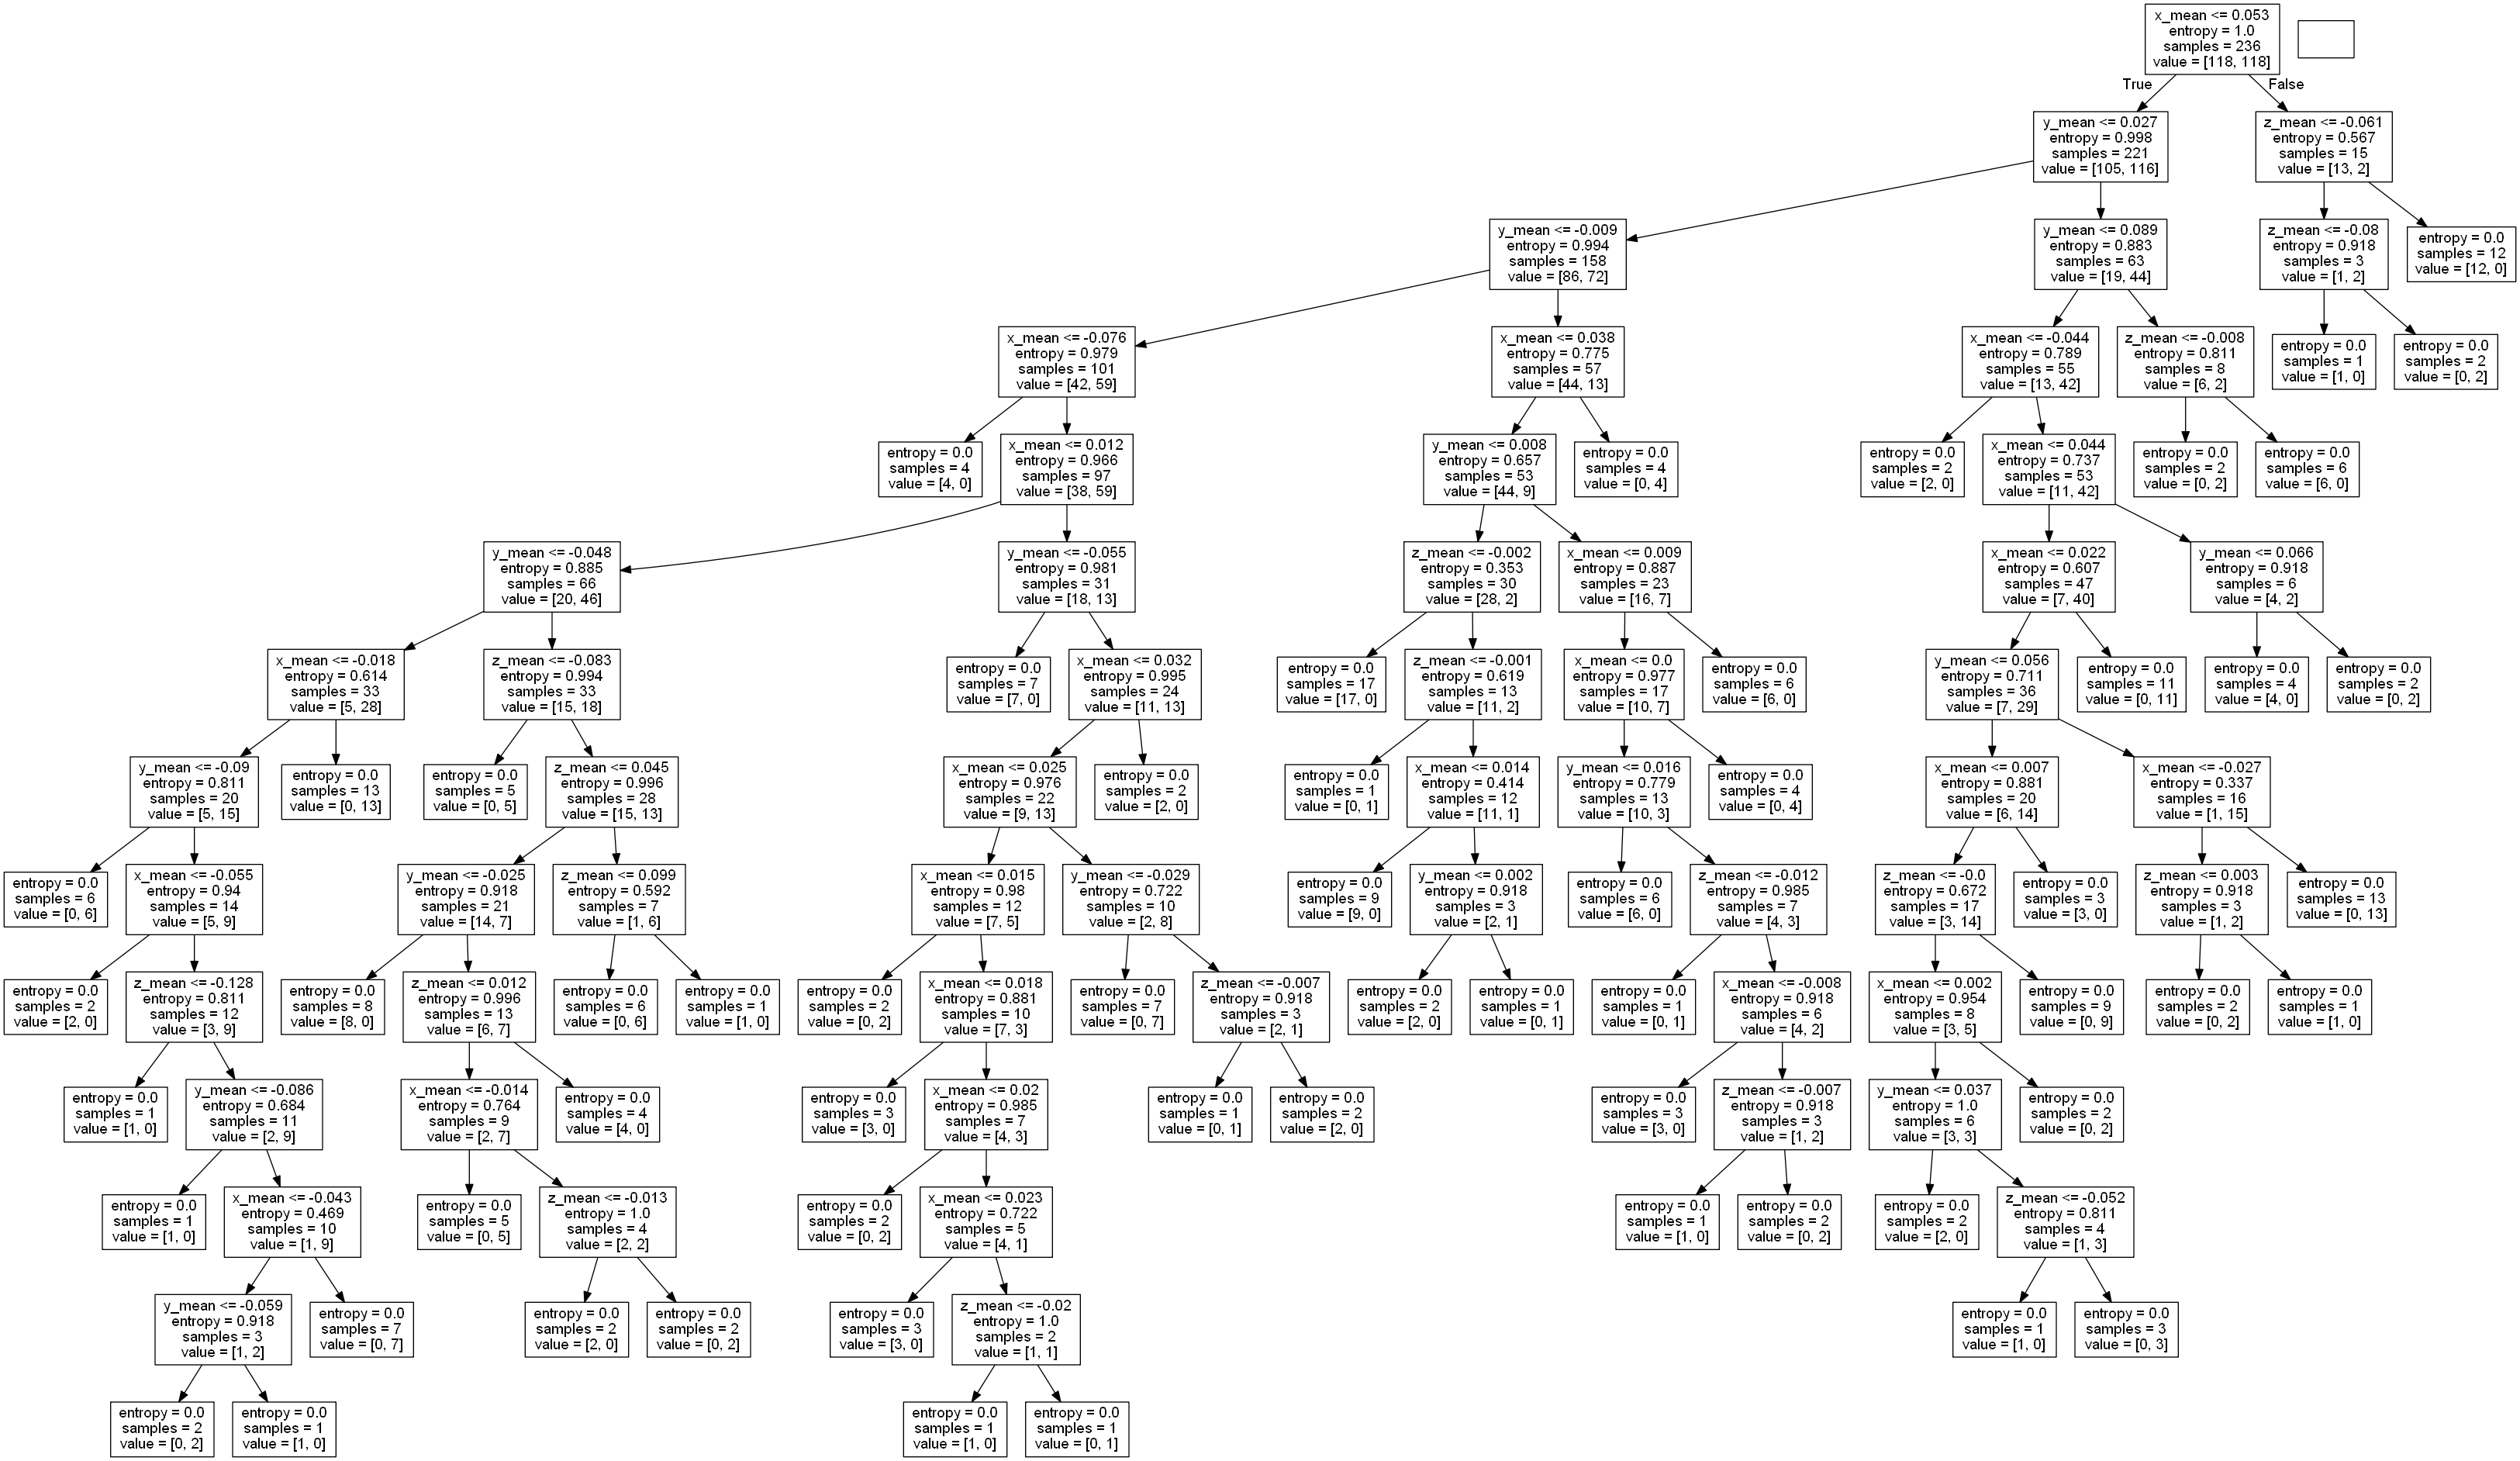 x_mean <= 0.053
entropy = 1.0
samples = 236
value = [118, 118]
True
False
y_mean <= 0.027
entropy = 0.998
samples = 221
value = [105, 116]
z_mean <= -0.061
entropy = 0.567
samples = 15
value = [13, 2]
y_mean <= -0.009
entropy = 0.994
samples = 158
value = [86, 72]
y_mean <= 0.089
entropy = 0.883
samples = 63
value = [19, 44]
z_mean <= -0.08
entropy = 0.918
samples = 3
value = [1, 2]
entropy = 0.0
samples = 12
value = [12, 0]
x_mean <= -0.076
entropy = 0.979
samples = 101
value = [42, 59]
x_mean <= 0.038
entropy = 0.775
samples = 57
value = [44, 13]
x_mean <= -0.044
entropy = 0.789
samples = 55
value = [13, 42]
z_mean <= -0.008
entropy = 0.811
samples = 8
value = [6, 2]
entropy = 0.0
samples = 1
value = [1, 0]
entropy = 0.0
samples = 2
value = [0, 2]
entropy = 0.0
samples = 4
value = [4, 0]
x_mean <= 0.012
entropy = 0.966
samples = 97
value = [38, 59]
y_mean <= 0.008
entropy = 0.657
samples = 53
value = [44, 9]
entropy = 0.0
samples = 4
value = [0, 4]
entropy = 0.0
samples = 2
value = [2, 0]
x_mean <= 0.044
entropy = 0.737
samples = 53
value = [11, 42]
entropy = 0.0
samples = 2
value = [0, 2]
entropy = 0.0
samples = 6
value = [6, 0]
y_mean <= -0.048
entropy = 0.885
samples = 66
value = [20, 46]
y_mean <= -0.055
entropy = 0.981
samples = 31
value = [18, 13]
z_mean <= -0.002
entropy = 0.353
samples = 30
value = [28, 2]
x_mean <= 0.009
entropy = 0.887
samples = 23
value = [16, 7]
x_mean <= 0.022
entropy = 0.607
samples = 47
value = [7, 40]
y_mean <= 0.066
entropy = 0.918
samples = 6
value = [4, 2]
x_mean <= -0.018
entropy = 0.614
samples = 33
value = [5, 28]
z_mean <= -0.083
entropy = 0.994
samples = 33
value = [15, 18]
entropy = 0.0
samples = 7
value = [7, 0]
x_mean <= 0.032
entropy = 0.995
samples = 24
value = [11, 13]
entropy = 0.0
samples = 17
value = [17, 0]
z_mean <= -0.001
entropy = 0.619
samples = 13
value = [11, 2]
x_mean <= 0.0
entropy = 0.977
samples = 17
value = [10, 7]
entropy = 0.0
samples = 6
value = [6, 0]
y_mean <= 0.056
entropy = 0.711
samples = 36
value = [7, 29]
entropy = 0.0
samples = 11
value = [0, 11]
entropy = 0.0
samples = 4
value = [4, 0]
entropy = 0.0
samples = 2
value = [0, 2]
y_mean <= -0.09
entropy = 0.811
samples = 20
value = [5, 15]
entropy = 0.0
samples = 13
value = [0, 13]
entropy = 0.0
samples = 5
value = [0, 5]
z_mean <= 0.045
entropy = 0.996
samples = 28
value = [15, 13]
x_mean <= 0.025
entropy = 0.976
samples = 22
value = [9, 13]
entropy = 0.0
samples = 2
value = [2, 0]
entropy = 0.0
samples = 1
value = [0, 1]
x_mean <= 0.014
entropy = 0.414
samples = 12
value = [11, 1]
y_mean <= 0.016
entropy = 0.779
samples = 13
value = [10, 3]
entropy = 0.0
samples = 4
value = [0, 4]
x_mean <= 0.007
entropy = 0.881
samples = 20
value = [6, 14]
x_mean <= -0.027
entropy = 0.337
samples = 16
value = [1, 15]
entropy = 0.0
samples = 6
value = [0, 6]
x_mean <= -0.055
entropy = 0.94
samples = 14
value = [5, 9]
y_mean <= -0.025
entropy = 0.918
samples = 21
value = [14, 7]
z_mean <= 0.099
entropy = 0.592
samples = 7
value = [1, 6]
x_mean <= 0.015
entropy = 0.98
samples = 12
value = [7, 5]
y_mean <= -0.029
entropy = 0.722
samples = 10
value = [2, 8]
entropy = 0.0
samples = 9
value = [9, 0]
y_mean <= 0.002
entropy = 0.918
samples = 3
value = [2, 1]
entropy = 0.0
samples = 6
value = [6, 0]
z_mean <= -0.012
entropy = 0.985
samples = 7
value = [4, 3]
z_mean <= -0.0
entropy = 0.672
samples = 17
value = [3, 14]
entropy = 0.0
samples = 3
value = [3, 0]
z_mean <= 0.003
entropy = 0.918
samples = 3
value = [1, 2]
entropy = 0.0
samples = 13
value = [0, 13]
entropy = 0.0
samples = 2
value = [2, 0]
z_mean <= -0.128
entropy = 0.811
samples = 12
value = [3, 9]
entropy = 0.0
samples = 8
value = [8, 0]
z_mean <= 0.012
entropy = 0.996
samples = 13
value = [6, 7]
entropy = 0.0
samples = 6
value = [0, 6]
entropy = 0.0
samples = 1
value = [1, 0]
entropy = 0.0
samples = 2
value = [0, 2]
x_mean <= 0.018
entropy = 0.881
samples = 10
value = [7, 3]
entropy = 0.0
samples = 7
value = [0, 7]
z_mean <= -0.007
entropy = 0.918
samples = 3
value = [2, 1]
entropy = 0.0
samples = 2
value = [2, 0]
entropy = 0.0
samples = 1
value = [0, 1]
entropy = 0.0
samples = 1
value = [0, 1]
x_mean <= -0.008
entropy = 0.918
samples = 6
value = [4, 2]
x_mean <= 0.002
entropy = 0.954
samples = 8
value = [3, 5]
entropy = 0.0
samples = 9
value = [0, 9]
entropy = 0.0
samples = 2
value = [0, 2]
entropy = 0.0
samples = 1
value = [1, 0]
entropy = 0.0
samples = 1
value = [1, 0]
y_mean <= -0.086
entropy = 0.684
samples = 11
value = [2, 9]
x_mean <= -0.014
entropy = 0.764
samples = 9
value = [2, 7]
entropy = 0.0
samples = 4
value = [4, 0]
entropy = 0.0
samples = 3
value = [3, 0]
x_mean <= 0.02
entropy = 0.985
samples = 7
value = [4, 3]
entropy = 0.0
samples = 1
value = [0, 1]
entropy = 0.0
samples = 2
value = [2, 0]
entropy = 0.0
samples = 3
value = [3, 0]
z_mean <= -0.007
entropy = 0.918
samples = 3
value = [1, 2]
y_mean <= 0.037
entropy = 1.0
samples = 6
value = [3, 3]
entropy = 0.0
samples = 2
value = [0, 2]
entropy = 0.0
samples = 1
value = [1, 0]
x_mean <= -0.043
entropy = 0.469
samples = 10
value = [1, 9]
entropy = 0.0
samples = 5
value = [0, 5]
z_mean <= -0.013
entropy = 1.0
samples = 4
value = [2, 2]
entropy = 0.0
samples = 2
value = [0, 2]
x_mean <= 0.023
entropy = 0.722
samples = 5
value = [4, 1]
entropy = 0.0
samples = 1
value = [1, 0]
entropy = 0.0
samples = 2
value = [0, 2]
entropy = 0.0
samples = 2
value = [2, 0]
z_mean <= -0.052
entropy = 0.811
samples = 4
value = [1, 3]
y_mean <= -0.059
entropy = 0.918
samples = 3
value = [1, 2]
entropy = 0.0
samples = 7
value = [0, 7]
entropy = 0.0
samples = 2
value = [2, 0]
entropy = 0.0
samples = 2
value = [0, 2]
entropy = 0.0
samples = 3
value = [3, 0]
z_mean <= -0.02
entropy = 1.0
samples = 2
value = [1, 1]
entropy = 0.0
samples = 1
value = [1, 0]
entropy = 0.0
samples = 3
value = [0, 3]
entropy = 0.0
samples = 2
value = [0, 2]
entropy = 0.0
samples = 1
value = [1, 0]
entropy = 0.0
samples = 1
value = [1, 0]
entropy = 0.0
samples = 1
value = [0, 1]